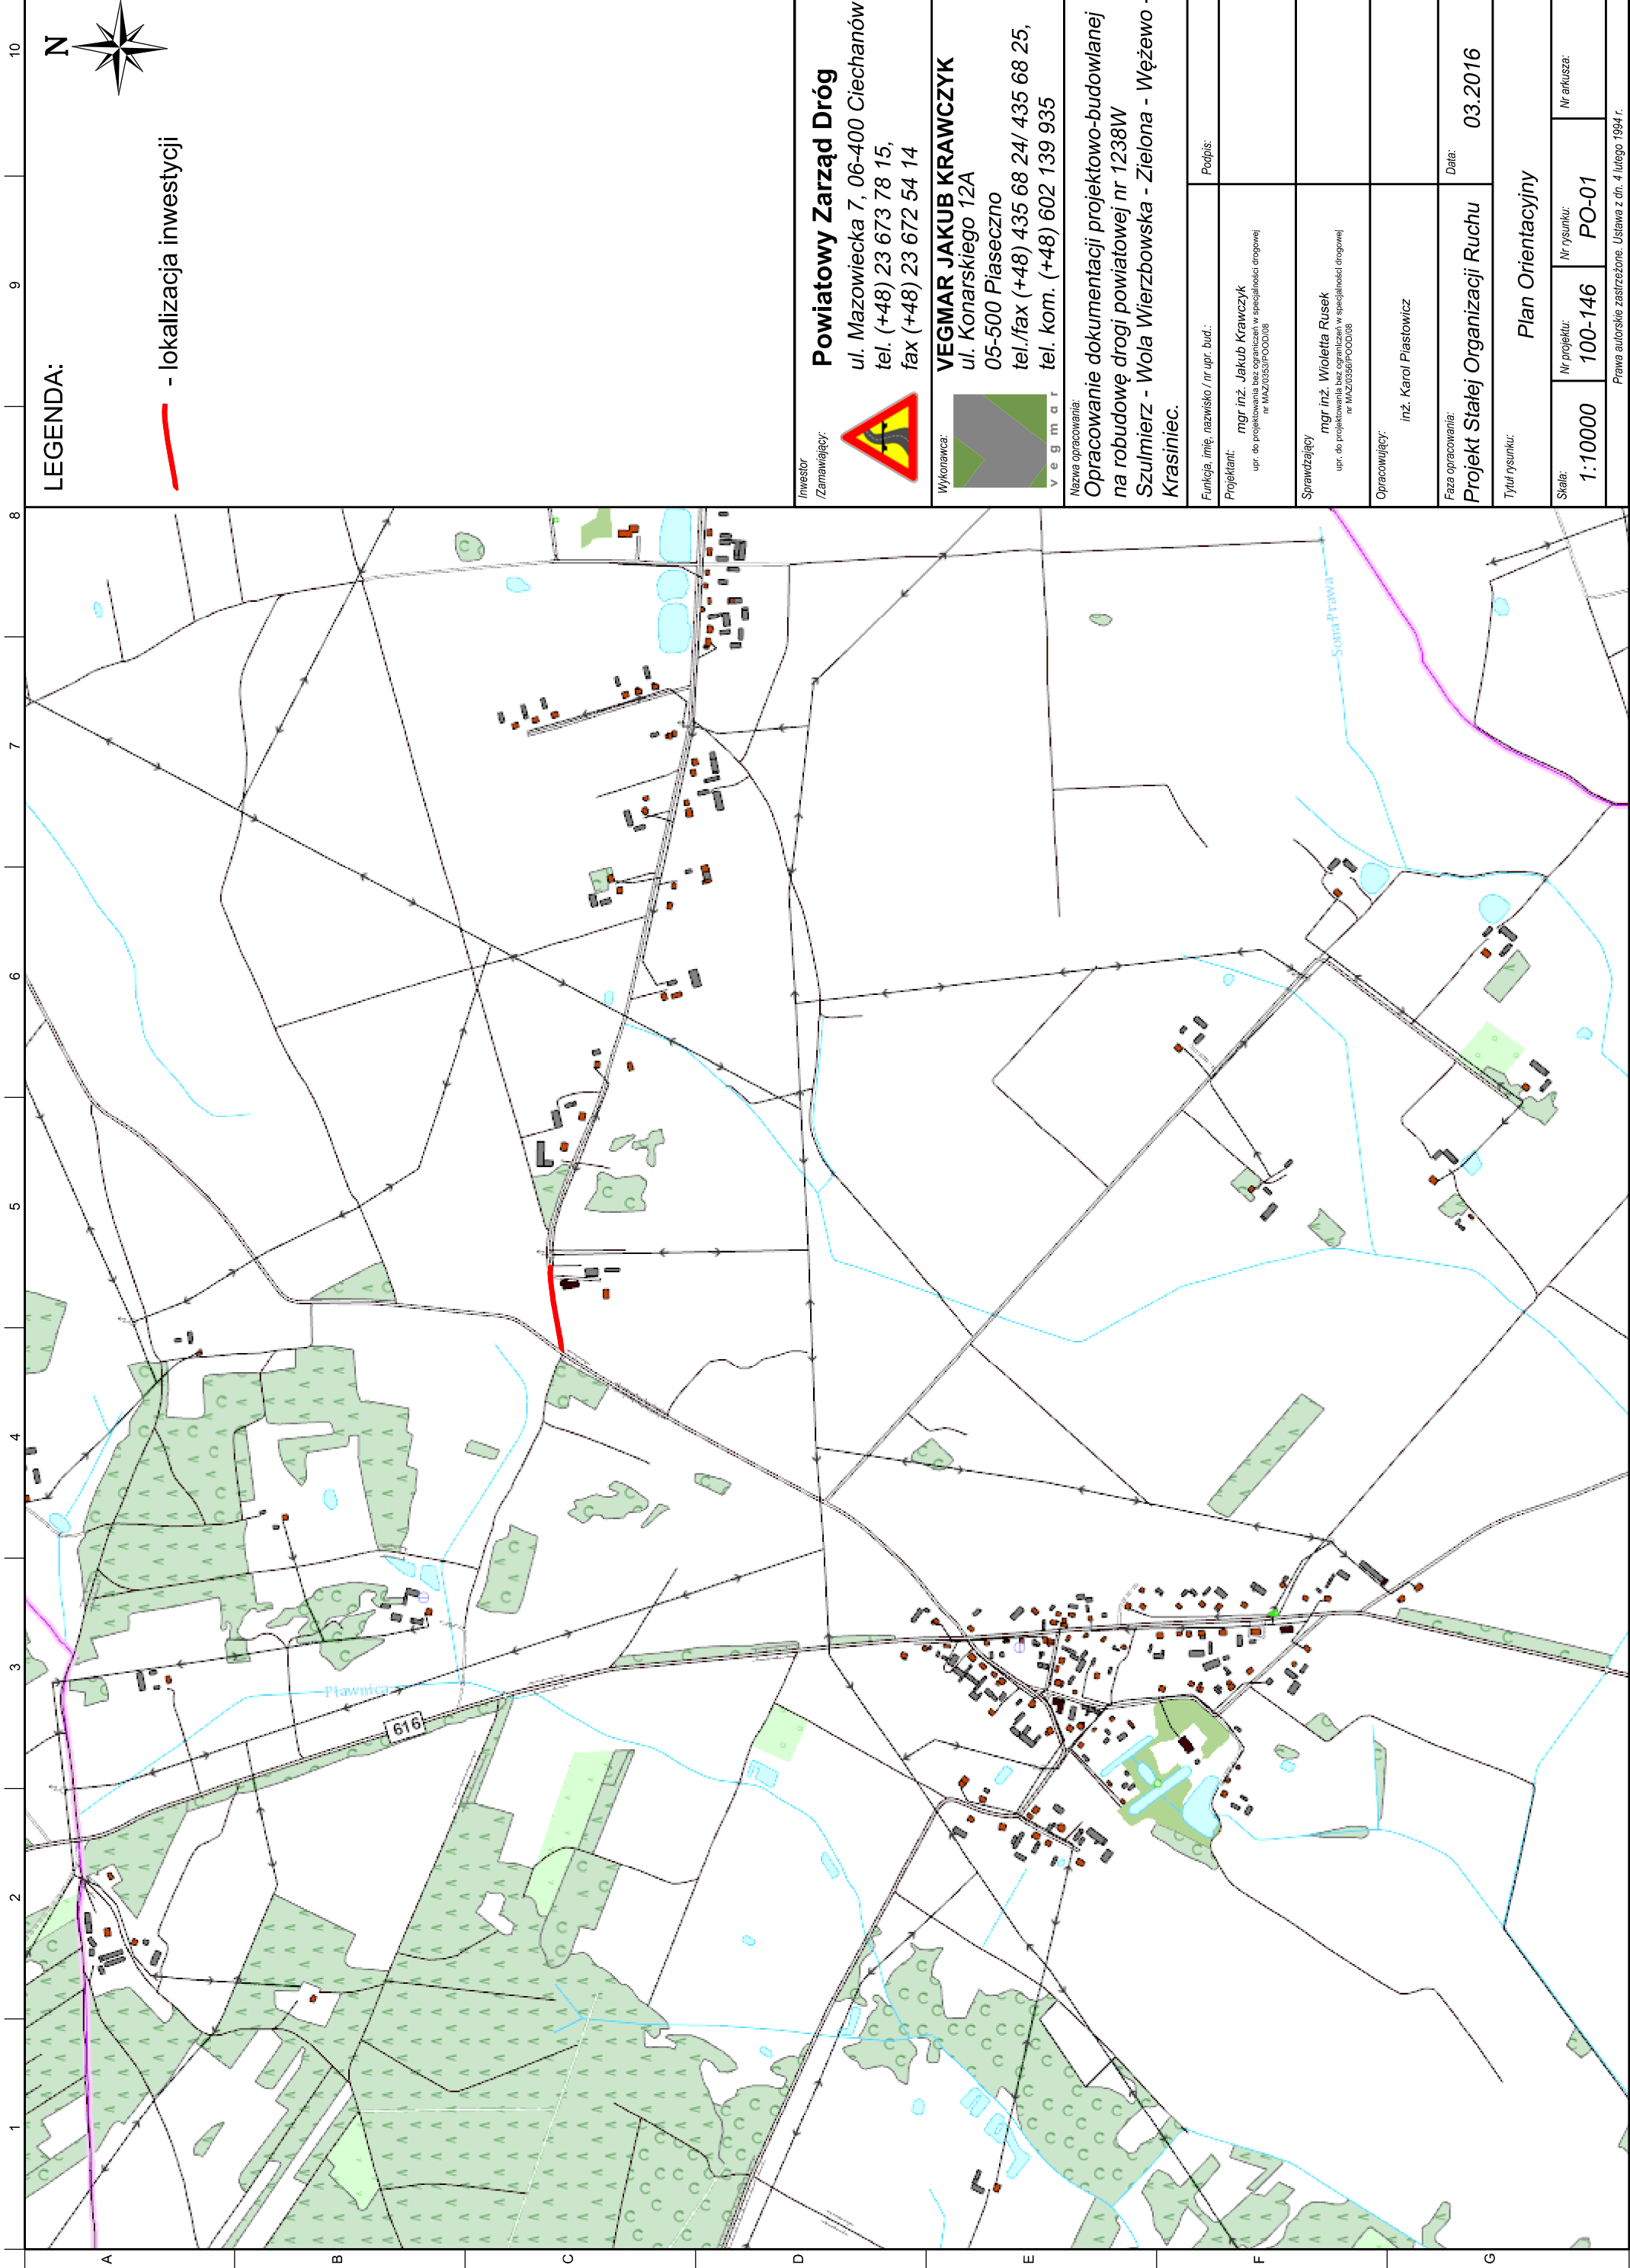 LEGENDA:
N
- lokalizacja inwestycji
Inwestor
/Zamawiający:
Powiatowy Zarząd Dróg
ul. Mazowiecka 7, 06-400 Ciechanów
tel. (+48) 23 673 78 15,
fax (+48) 23 672 54 14
Wykonawca:
vegmar
VEGMAR JAKUB KRAWCZYK
ul. Konarskiego 12A
05-500 Piaseczno
tel./fax (+48) 435 68 24/ 435 68 25,
tel. kom. (+48) 602 139 935
Nazwa opracowania:
Opracowanie dokumentacji projektowo-budowlanej
na robudowę drogi powiatowej nr 1238W
Szulmierz - Wola Wierzbowska - Zielona - Wężewo -
Krasiniec.
Funkcja, imię, nazwisko / nr upr. bud.:
Podpis:
Projektant:
mgr inż. Jakub Krawczyk
upr. do projektowania bez ograniczeń w specjalności drogowej
nr MAZ/0353/POOD/08
Sprawdzający
mgr inż. Wioletta Rusek
upr. do projektowania bez ograniczeń w specjalności drogowej
nr MAZ/0356/POOD/08
Opracowujący:
inż. Karol Piastowicz
Faza opracowania:
Projekt Stałej Organizacji Ruchu
Data:
03.2016
Tytuł rysunku:
Plan Orientacyjny
Skala:
1:10000
Nr projektu:
100-146
Nr rysunku:
PO-01
Nr arkusza:
Prawa autorskie zastrzeżone. Ustawa z dn. 4 lutego 1994 r.
616
Pławnica
Sona Prawa
1
2
3
4
5
6
7
8
9
10
A
B
C
D
E
F
G